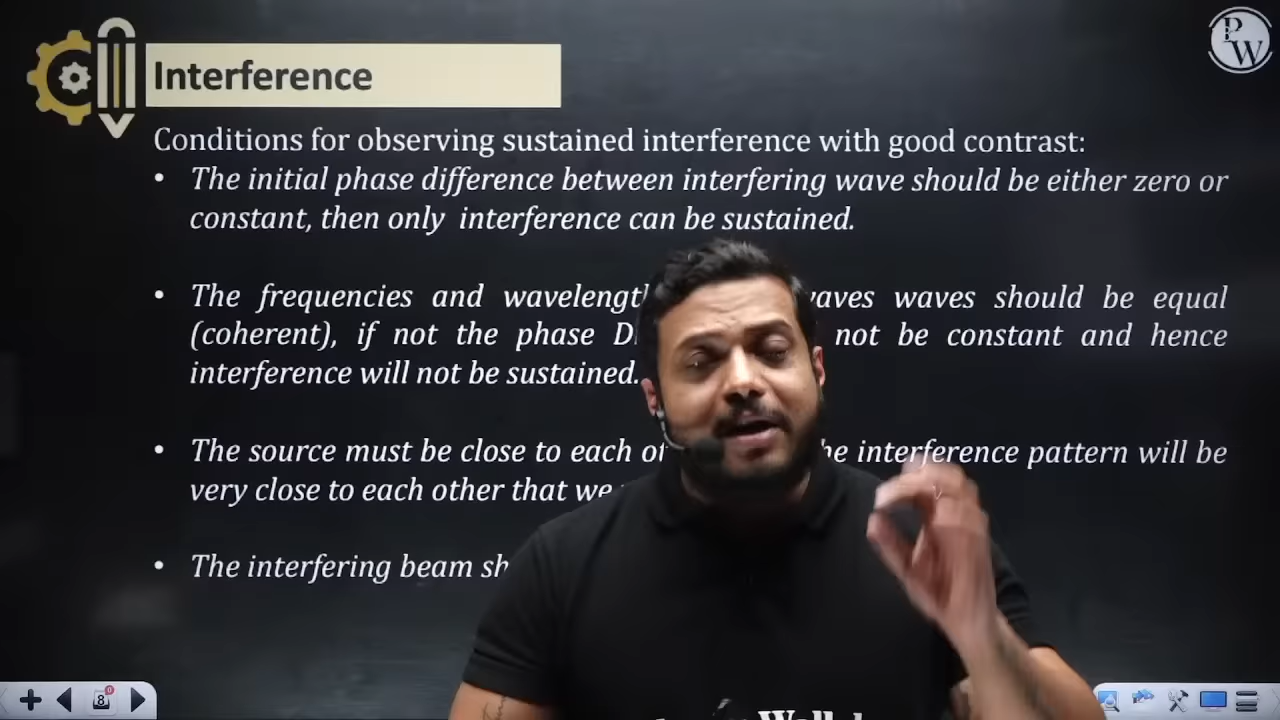 Interference
PW
Conditions for observing sustained interference with good contrast:
• The initial phase difference between interfering wave should be either zero or
constant, then only interference can be sustained.
• The frequencies and waves should be equal
(coherent), if not the phase not be constant and hence
interference will not be sustained.
• The source must be close to each interference pattern will be
very close to each other that we
• The interfering beam
8